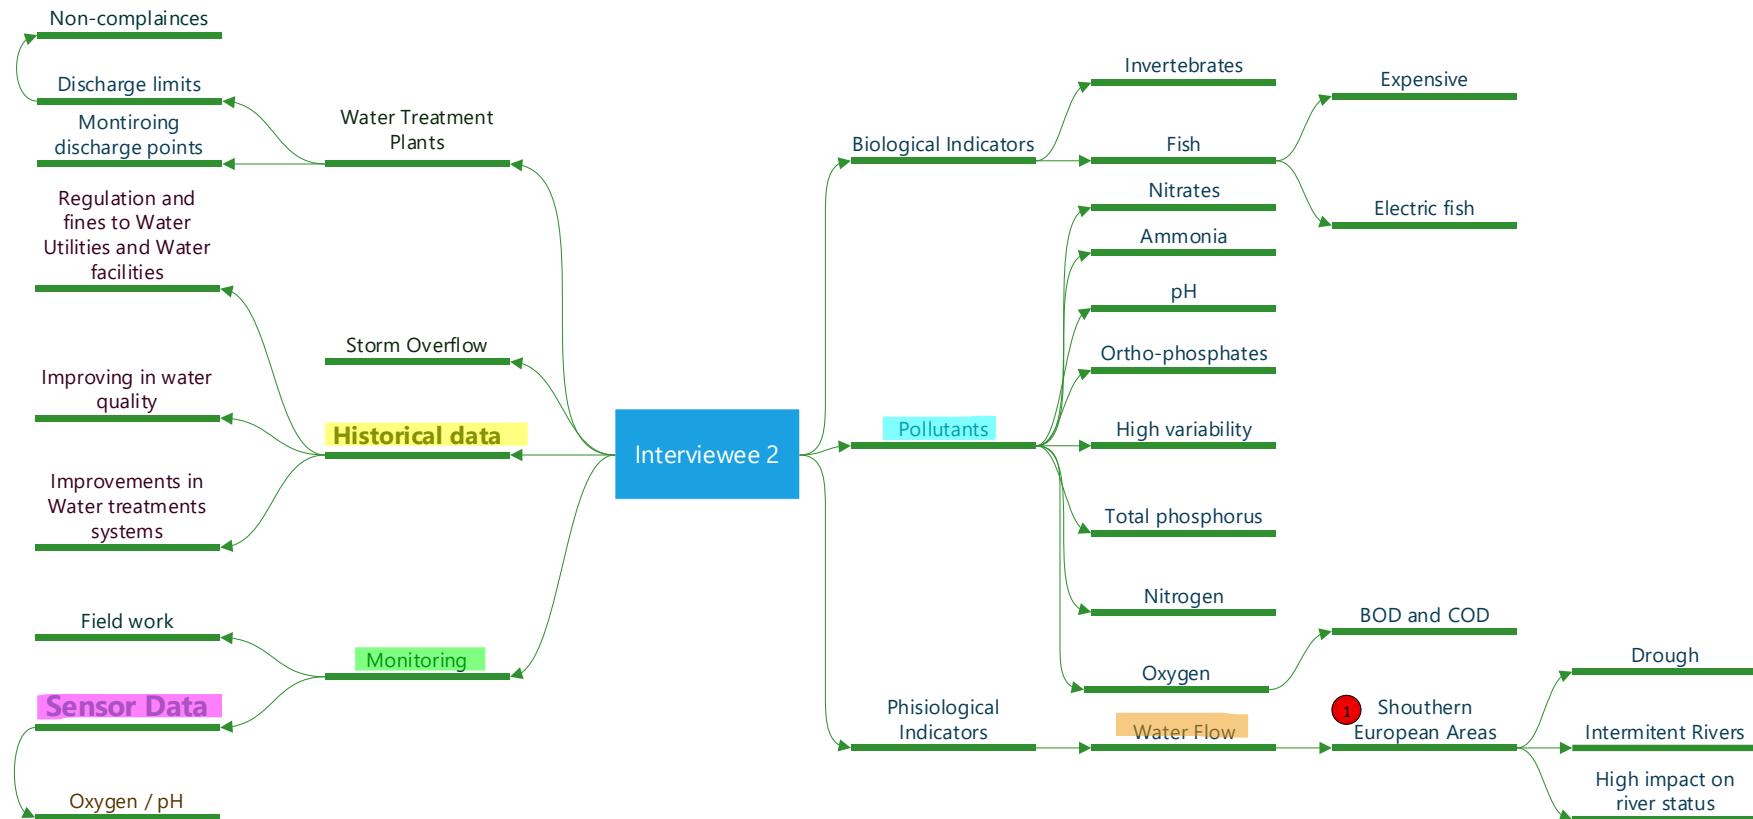 Non-complainces
Discharge limits
Montiroing
discharge points
Water Treatment
Plants
Regulation and
fines to Water
Utilities and Water
facilities
Storm Overflow
Improving in water
quality
Historical data
Improvements in
Water treatments
systems
Field work
Monitoring
Sensor Data
Oxygen / pH
Interviewee 2
Biological Indicators
Invertebrates
Fish
Expensive
Electric fish
Pollutants
Nitrates
Ammonia
pH
Ortho-phosphates
High variability
Total phosphorus
Nitrogen
Oxygen
BOD and COD
Phisiological
Indicators
Water Flow
1
Shouthern
European Areas
Drough
Intermitent Rivers
High impact on
river status